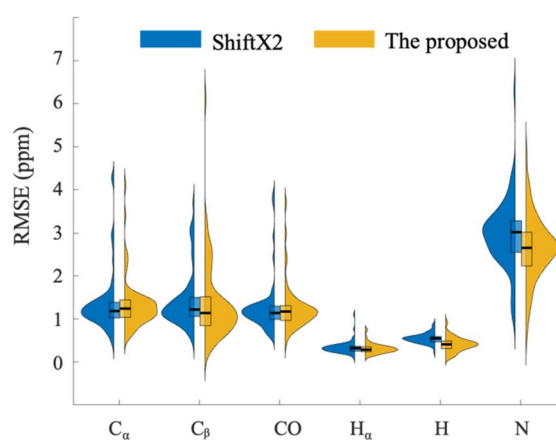 ShiftX2 The proposed
RMSE (ppm)
7
6
5
4
3
2
1
0
Cα Cβ CO Hα H N